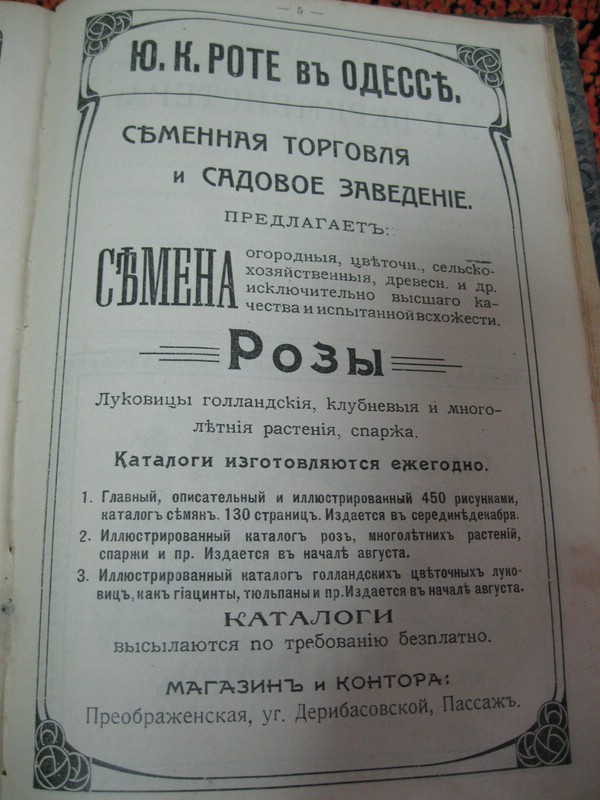 — 5 —
Ю. К. РОТЕ въ ОДЕССѢ.
СѢМЕННАЯ ТОРГОВЛЯ
и САДОВОЕ ЗАВЕДЕНІЕ.
ПРЕДЛАГАЕТЪ:
СѢМЕНА
огородныя, цвѣточн., сельско-
хозяйственныя, древесн. и др.
исключительно высшаго ка-
чества и испытанной всхожести.
Розы
Луковицы голландскія, клубневыя и много-
лѣтнія растенія, спаржа.
Каталоги изготовляются ежегодно.
1. Главный, описательный и иллюстрированный 450 рисунками,
каталогъ сѣмянъ. 130 страницъ. Издается въ серединѣ декабря.
2. Иллюстрированный каталог розъ, многолѣтнихъ растеній,
спаржи и пр. Издается въ началѣ августа.
3. Иллюстрированный каталогъ голландскихъ цвѣточныхъ луко-
вицъ, какъ гіацинты, тюльпаны и пр. Издается въ началѣ августа.
КАТАЛОГИ
высылаются по требованію безплатно.
МАГАЗИНЪ и КОНТОРА:
Преображенская, уг. Дерибасовской, Пассажъ.